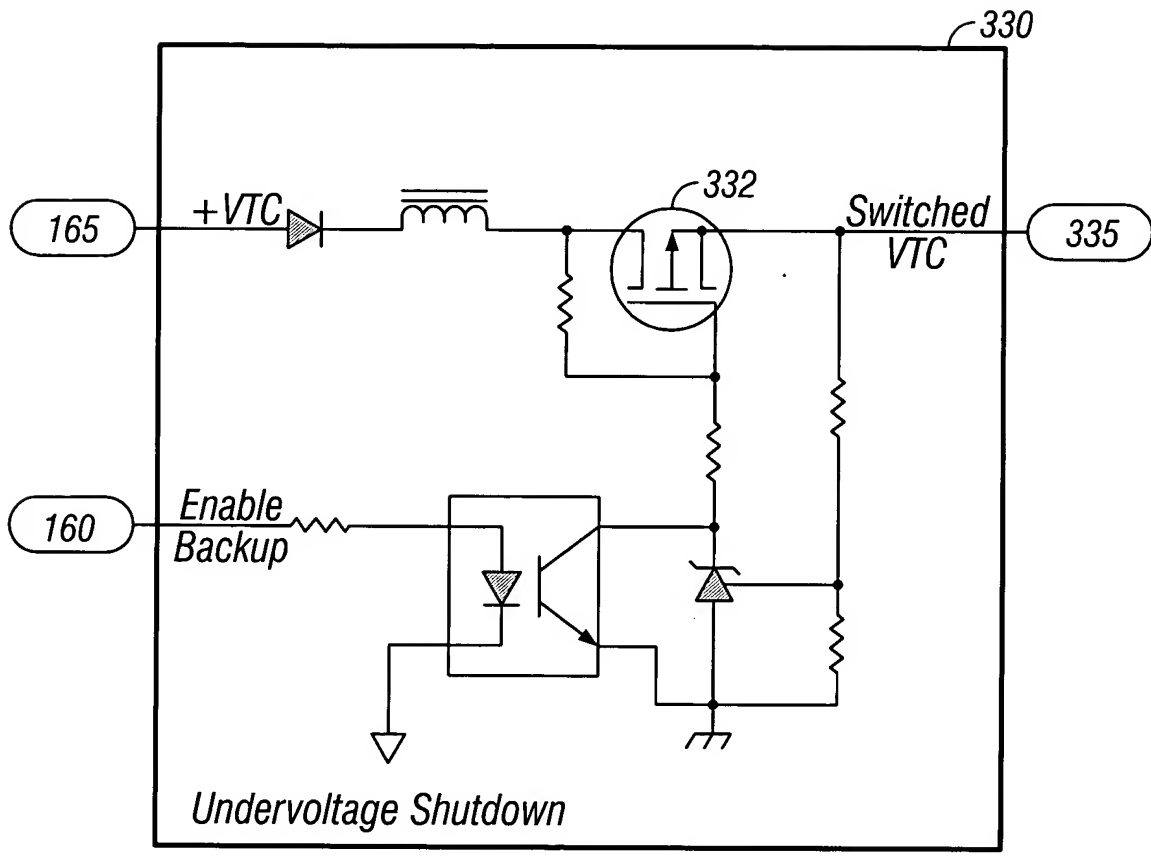 330
332
+VTC
165
Switched
VTC
335
Enable
Backup
160
Undervoltage Shutdown